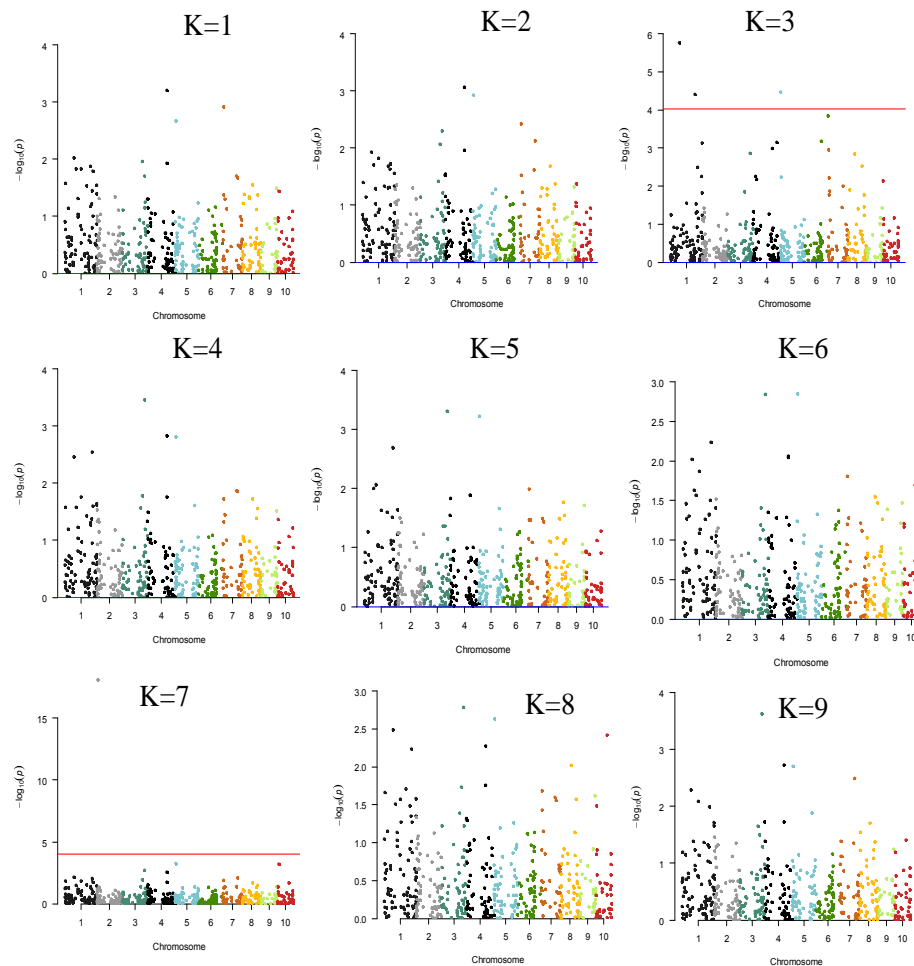 K=1
K=2
K=3
4
3
2
1
0
−log₁₀(p)
1 2 3 4 5 6 7 8 9 10
Chromosome
4
3
2
1
0
−log₁₀(p)
1 2 3 4 5 6 7 8 9 10
Chromosome
6
5
4
3
2
1
0
−log₁₀(p)
1 2 3 4 5 6 7 8 9 10
Chromosome
K=4
K=5
K=6
4
3
2
1
0
−log₁₀(p)
1 2 3 4 5 6 7 8 9 10
Chromosome
4
3
2
1
0
−log₁₀(p)
1 2 3 4 5 6 7 8 9 10
Chromosome
3.0
2.5
2.0
1.5
1.0
0.5
0.0
−log₁₀(p)
1 2 3 4 5 6 7 8 9 10
Chromosome
K=7
K=8
K=9
15
10
5
0
−log₁₀(p)
1 2 3 4 5 6 7 8 9 10
Chromosome
3.0
2.5
2.0
1.5
1.0
0.5
0.0
−log₁₀(p)
1 2 3 4 5 6 7 8 9 10
Chromosome
4
3
2
1
0
−log₁₀(p)
1 2 3 4 5 6 7 8 9 10
Chromosome